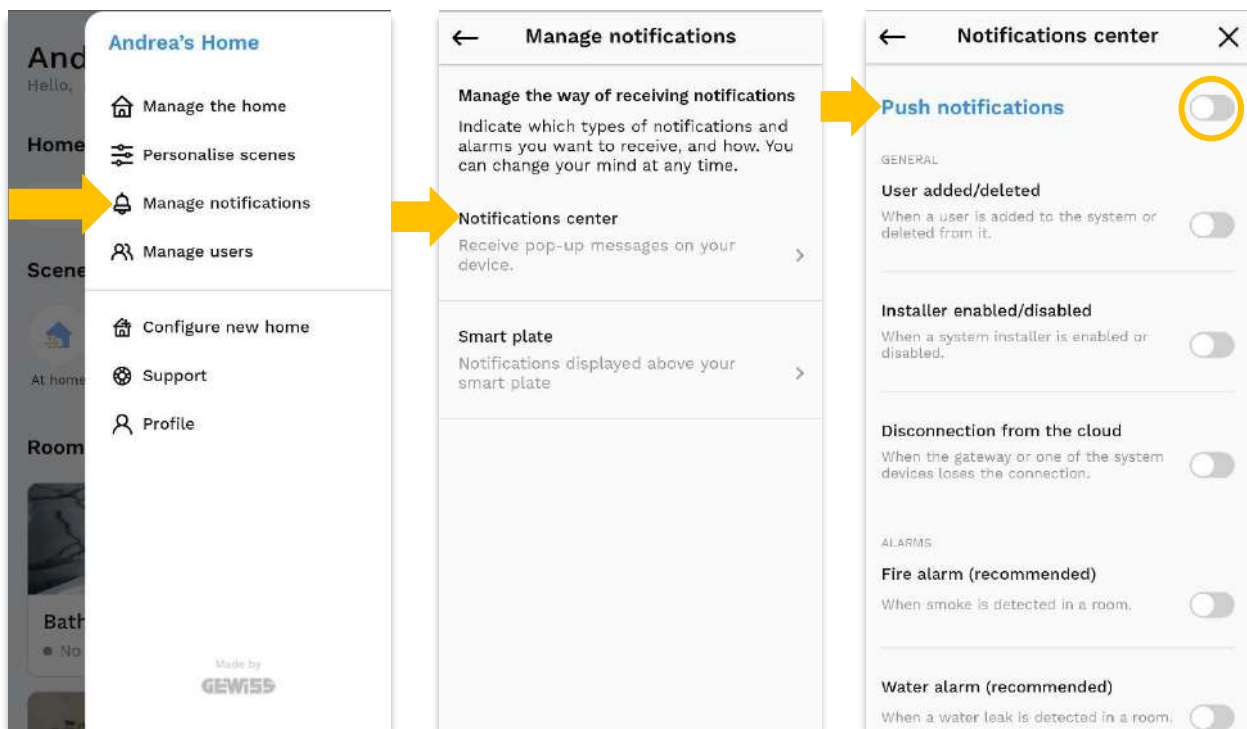 And
Hello,
Home
Scene
At home
Room
Bath
No
Andrea's Home
Manage the home
Personalise scenes
Manage notifications
Manage users
Configure new home
Support
Profile
Made by
GEWISS
Manage notifications
Manage the way of receiving notifications
Indicate which types of notifications and
alarms you want to receive, and how. You
can change your mind at any time.
Notifications center
Receive pop-up messages on your
device.
Smart plate
Notifications displayed above your
smart plate
Notifications center
Push notifications
GENERAL
User added/deleted
When a user is added to the system or
deleted from it.
Installer enabled/disabled
When a system installer is enabled or
disabled.
Disconnection from the cloud
When the gateway or one of the system
devices loses the connection.
ALARMS
Fire alarm (recommended)
When smoke is detected in a room.
Water alarm (recommended)
When a water leak is detected in a room.